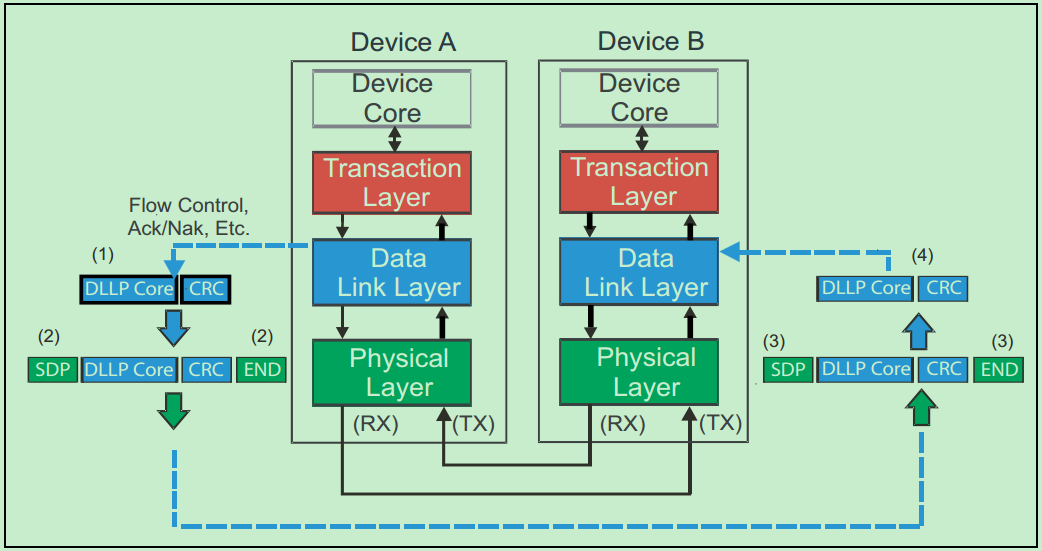 Device A
Device B
Device
Core
Device
Core
Transaction
Layer
Transaction
Layer
Flow Control,
Ack/Nak, Etc.
(1)
DLLP Core CRC
Data
Link Layer
Data
Link Layer
(4)
DLLP Core CRC
(2) (2)
SDP DLLP Core CRC END
Physical
Layer
Physical
Layer
(3) (3)
SDP DLLP Core CRC END
(RX) (TX)
(RX) (TX)